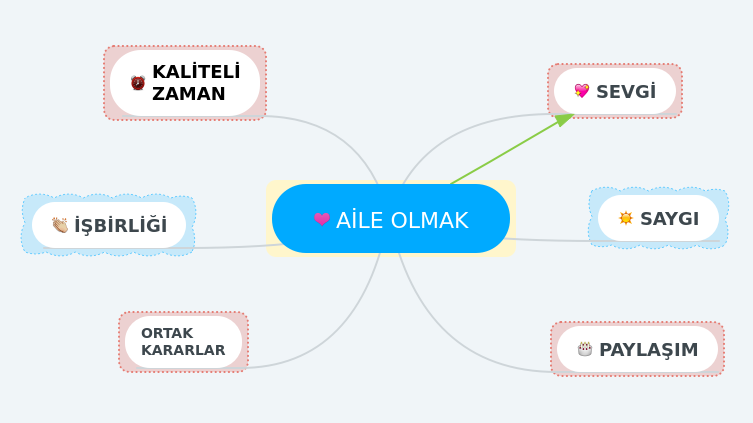 KALİTELİ
ZAMAN
SEVGİ
İŞBİRLİĞİ
AİLE OLMAK
SAYGI
ORTAK
KARARLAR
PAYLAŞIM